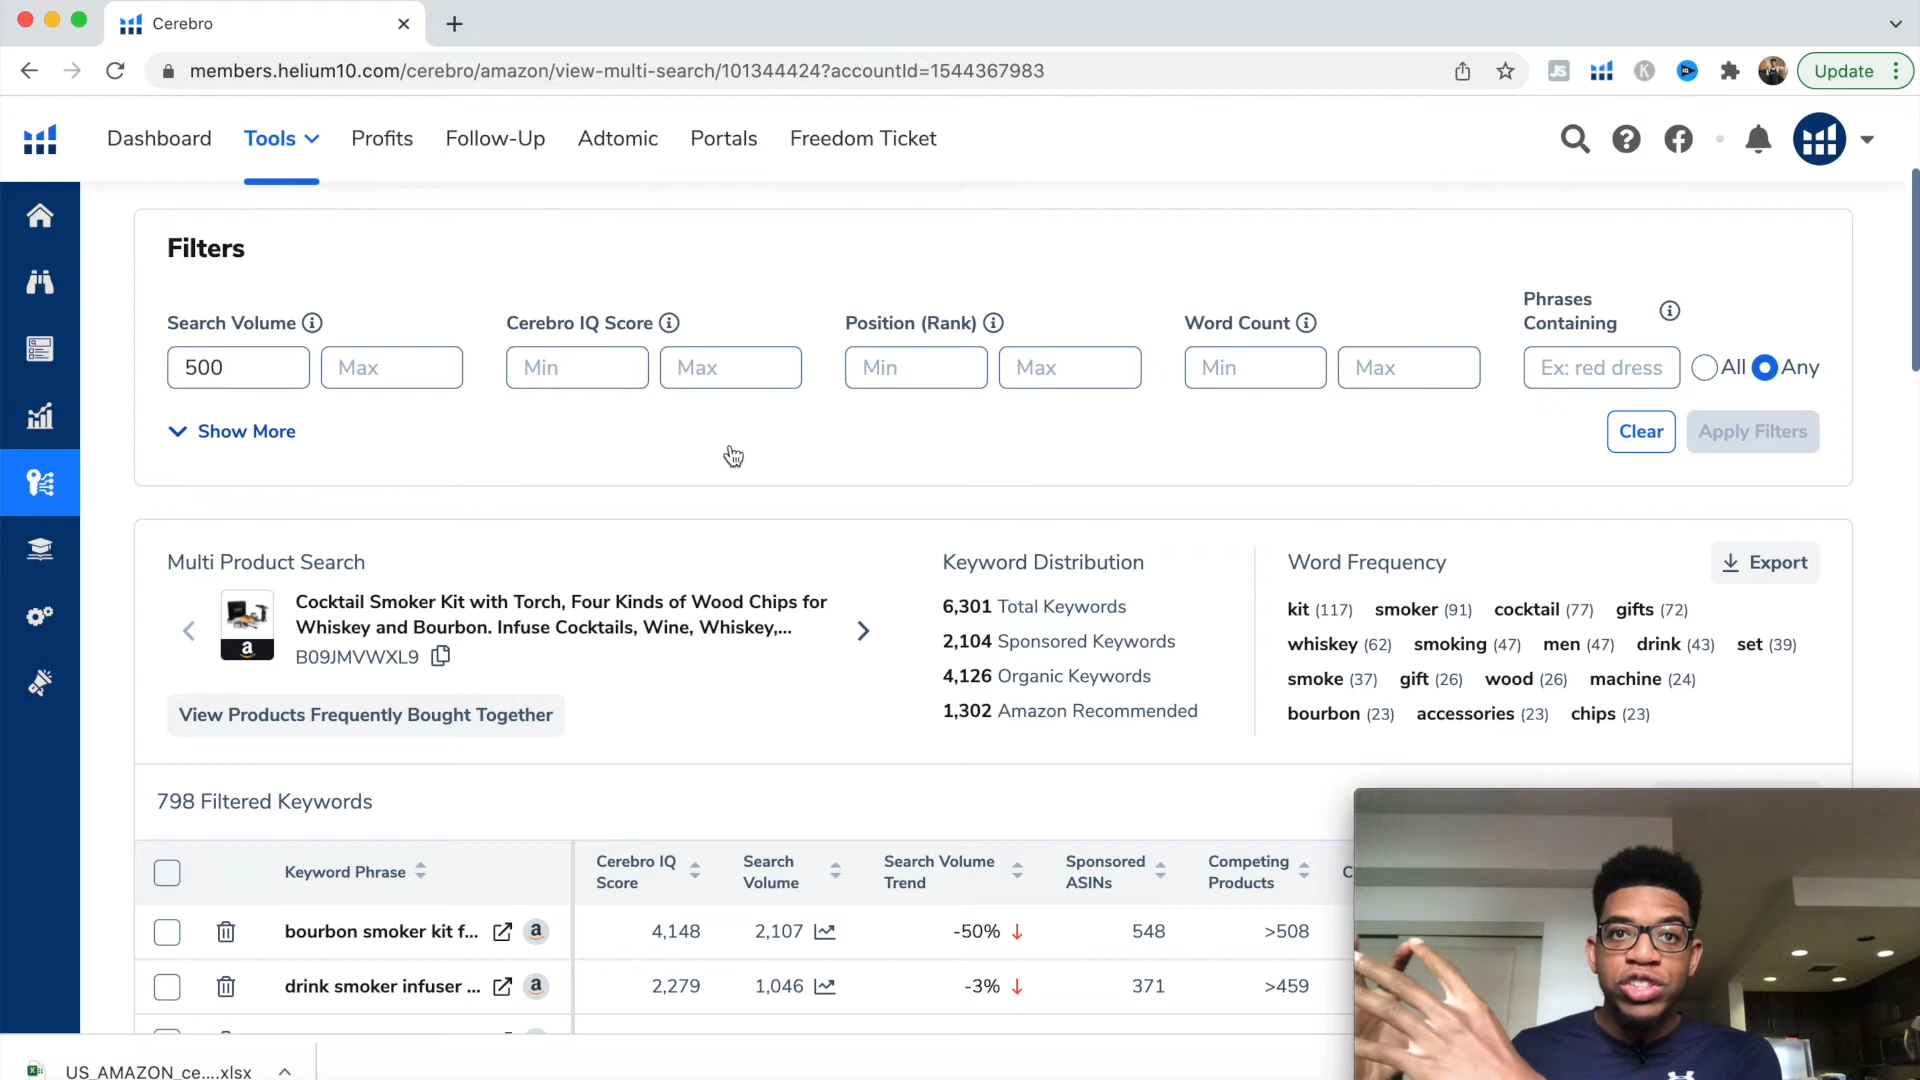 Cerebro
members.helium10.com/cerebro/amazon/view-multi-search/101344424?accountId=1544367983
JS
K
Update
Dashboard
Tools
Profits
Follow-Up
Adtomic
Portals
Freedom Ticket
Filters
Search Volume
Cerebro IQ Score
Position (Rank)
Word Count
Phrases
Containing
500
Max
Min
Max
Min
Max
Min
Max
Ex: red dress
All
Any
Show More
Clear
Apply Filters
Multi Product Search
Cocktail Smoker Kit with Torch, Four Kinds of Wood Chips for
Whiskey and Bourbon. Infuse Cocktails, Wine, Whiskey,...
B09JMVWXL9
View Products Frequently Bought Together
Keyword Distribution
6,301 Total Keywords
2,104 Sponsored Keywords
4,126 Organic Keywords
1,302 Amazon Recommended
Word Frequency
Export
kit (117) smoker (91) cocktail (77) gifts (72)
whiskey (62) smoking (47) men (47) drink (43) set (39)
smoke (37) gift (26) wood (26) machine (24)
bourbon (23) accessories (23) chips (23)
798 Filtered Keywords
Keyword Phrase
Cerebro IQ
Score
Search
Volume
Search Volume
Trend
Sponsored
ASINs
Competing
Products
C
bourbon smoker kit f... 4,148 2,107 -50% 548 >508
drink smoker infuser ... 2,279 1,046 -3% 371 >459
US_AMAZON_ce....xlsx